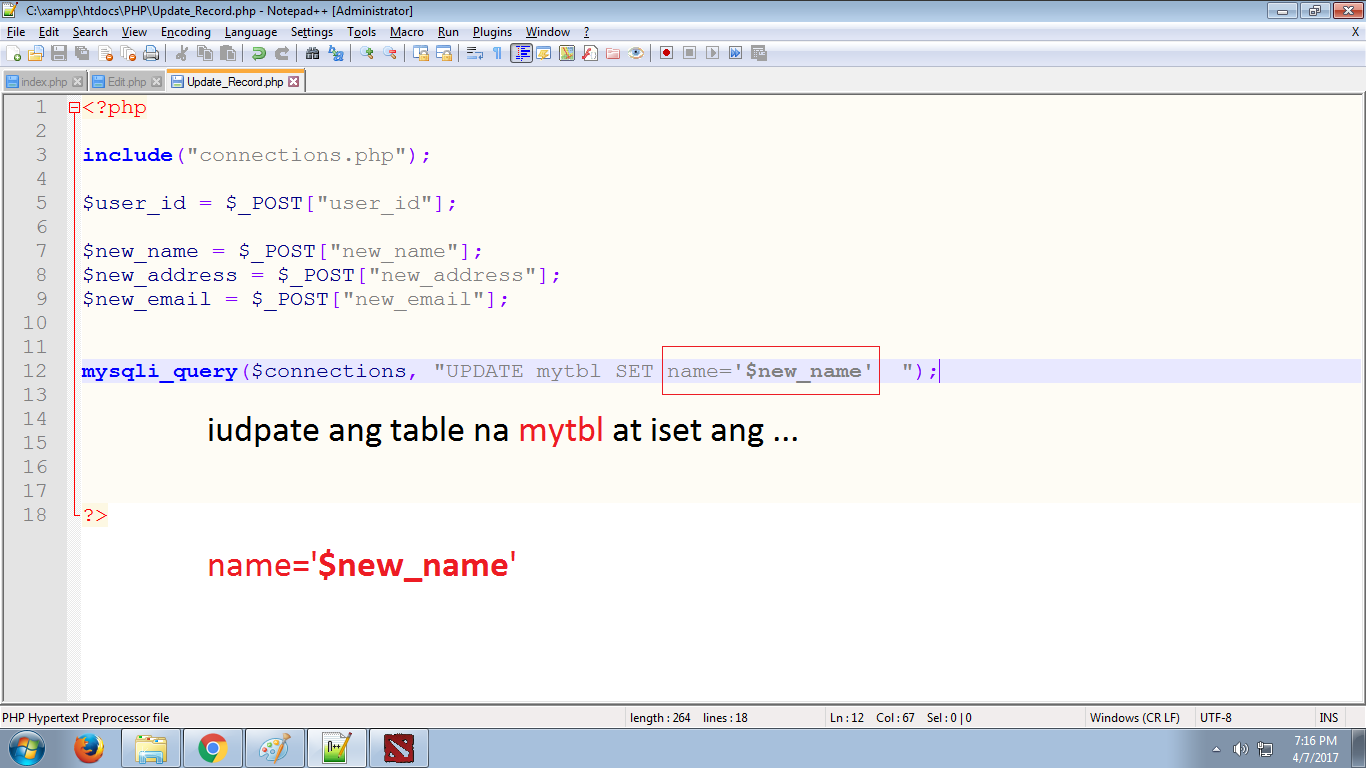 C:\xampp\htdocs\PHP\Update_Record.php - Notepad++ [Administrator]
File Edit Search View Encoding Language Settings Tools Macro Run Plugins Window ? X
index.php Edit.php Update_Record.php
1 <?php
2
3 include("connections.php");
4
5 $user_id = $_POST["user_id"];
6
7 $new_name = $_POST["new_name"];
8 $new_address = $_POST["new_address"];
9 $new_email = $_POST["new_email"];
10
11
12 mysqli_query($connections, "UPDATE mytbl SET name='$new_name' ");
13
14 iudpate ang table na mytbl at iset ang ...
15
16
17
18 ?>
name='$new_name'
PHP Hypertext Preprocessor file length : 264 lines : 18 Ln : 12 Col : 67 Sel : 0 | 0 Windows (CR LF) UTF-8 INS
7:16 PM
4/7/2017